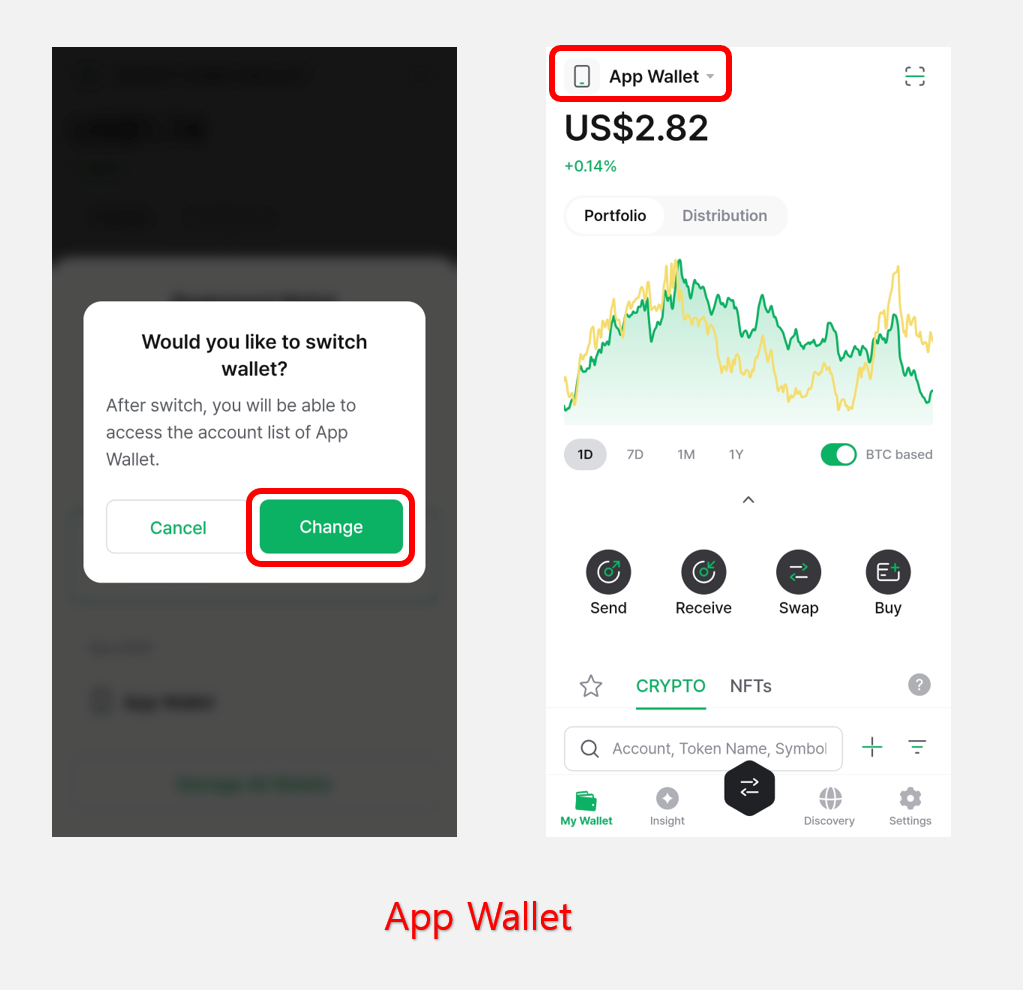 Would you like to switch
wallet?
After switch, you will be able to
access the account list of App
Wallet.
Cancel
Change
App Wallet
US$2.82
+0.14%
Portfolio
Distribution
1D
7D
1M
1Y
BTC based
Send
Receive
Swap
Buy
CRYPTO
NFTs
?
Account, Token Name, Symbol
My Wallet
Insight
Discovery
Settings
App Wallet